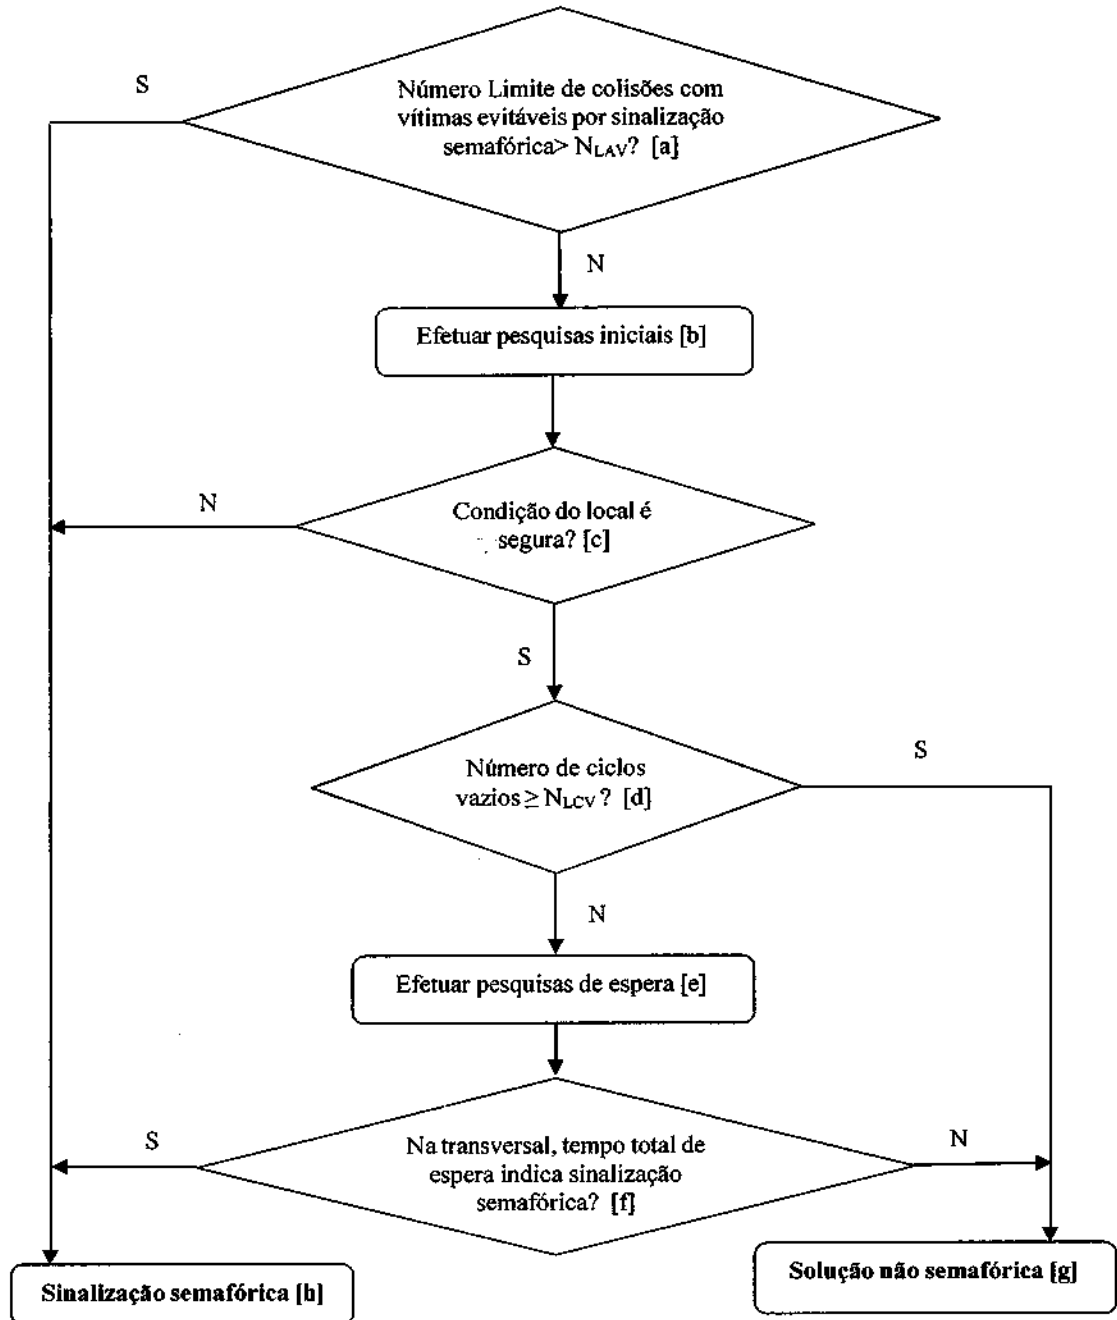 S
Número Limite de colisões com
vítimas evitáveis por sinalização
semafórica> NLAV? [a]
N
Efetuar pesquisas iniciais [b]
N
Condição do local é
segura? [c]
S
S
Número de ciclos
vazios ≥ NLCV ? [d]
N
Efetuar pesquisas de espera [e]
S
Na transversal, tempo total de
espera indica sinalização
semafórica? [f]
N
Sinalização semafórica [h]
Solução não semafórica [g]